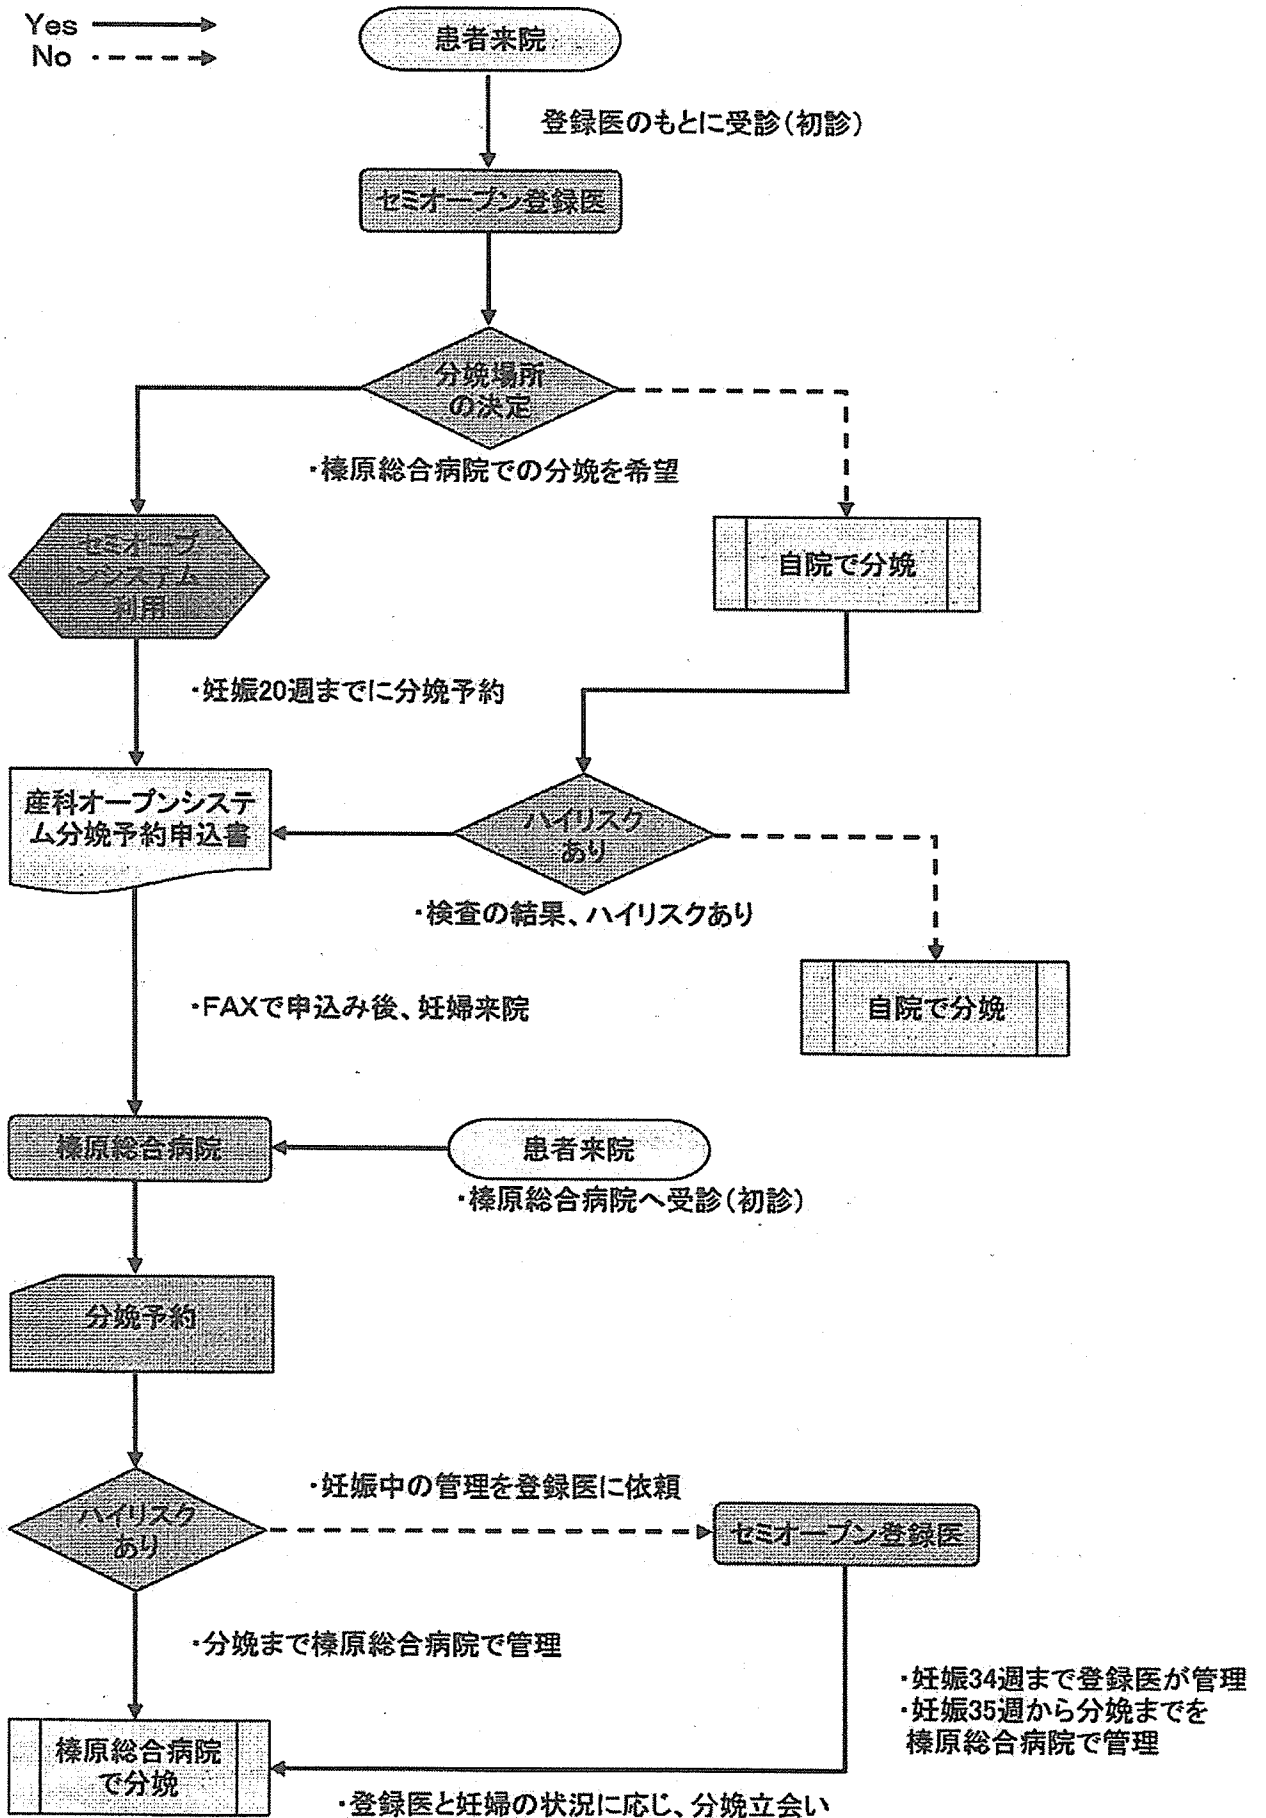 Yes
No
患者来院
登録医のもとに受診(初診)
セミオープン登録医
分娩場所
の決定
・榛原総合病院での分娩を希望
セミオープ
ンシステム
利用
自院で分娩
・妊娠20週までに分娩予約
産科オープンシステ
ム分娩予約申込書
ハイリスク
あり
・検査の結果、ハイリスクあり
自院で分娩
・FAXで申込み後、妊婦来院
榛原総合病院
患者来院
・榛原総合病院へ受診(初診)
分娩予約
ハイリスク
あり
・妊娠中の管理を登録医に依頼
セミオープン登録医
・分娩まで榛原総合病院で管理
・妊娠34週まで登録医が管理
・妊娠35週から分娩までを
榛原総合病院で管理
榛原総合病院
で分娩
・登録医と妊婦の状況に応じ、分娩立会い